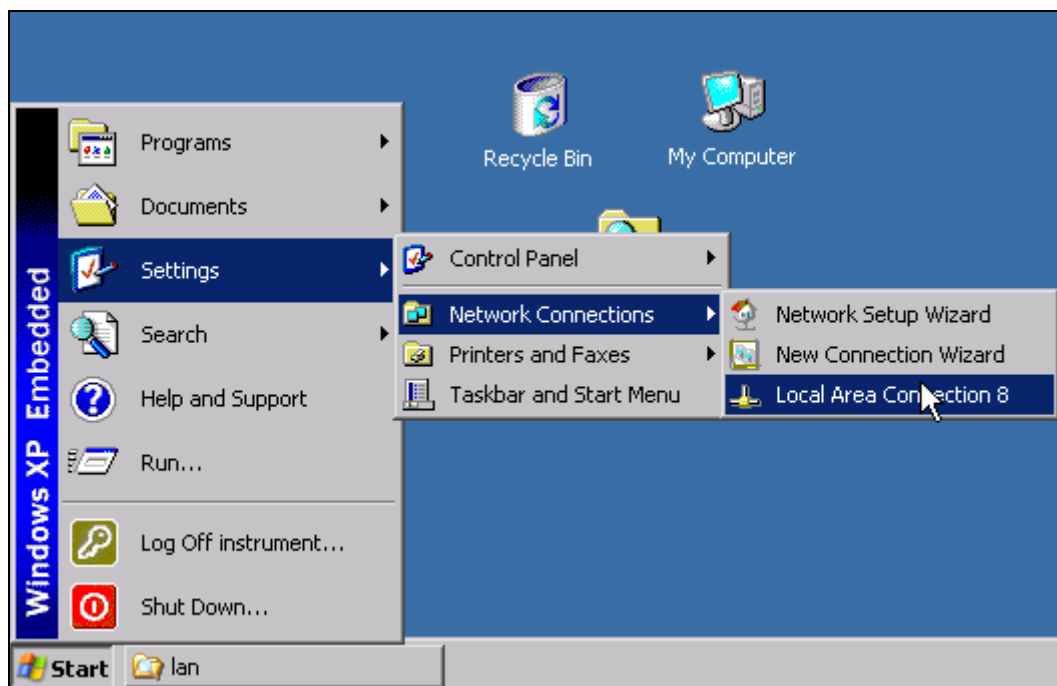 Recycle Bin
My Computer
Programs
Documents
Settings
Search
Help and Support
Run...
Log Off instrument...
Shut Down...
Windows XP Embedded
Control Panel
Network Connections
Printers and Faxes
Taskbar and Start Menu
Network Setup Wizard
New Connection Wizard
Local Area Connection 8
Start
lan